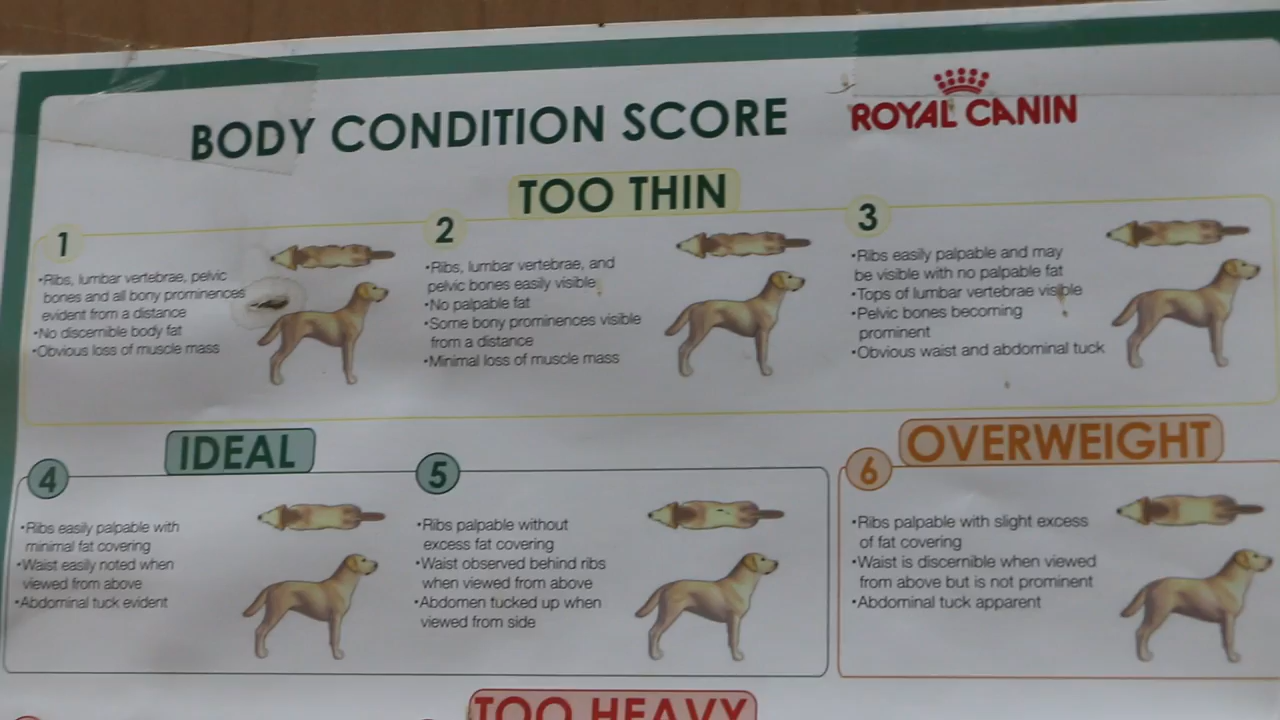 BODY CONDITION SCORE
ROYAL CANIN
TOO THIN
1
•Ribs, lumbar vertebrae, pelvic
bones and all bony prominences
evident from a distance
•No discernible body fat
•Obvious loss of muscle mass
2
•Ribs, lumbar vertebrae, and
pelvic bones easily visible
•No palpable fat
•Some bony prominences visible
from a distance
•Minimal loss of muscle mass
3
•Ribs easily palpable and may
be visible with no palpable fat
•Tops of lumbar vertebrae visible
•Pelvic bones becoming
prominent
•Obvious waist and abdominal tuck
IDEAL
4
•Ribs easily palpable with
minimal fat covering
•Waist easily noted when
viewed from above
•Abdominal tuck evident
5
•Ribs palpable without
excess fat covering
•Waist observed behind ribs
when viewed from above
•Abdomen tucked up when
viewed from side
OVERWEIGHT
6
•Ribs palpable with slight excess
of fat covering
•Waist is discernible when viewed
from above but is not prominent
•Abdominal tuck apparent
TOO HEAVY